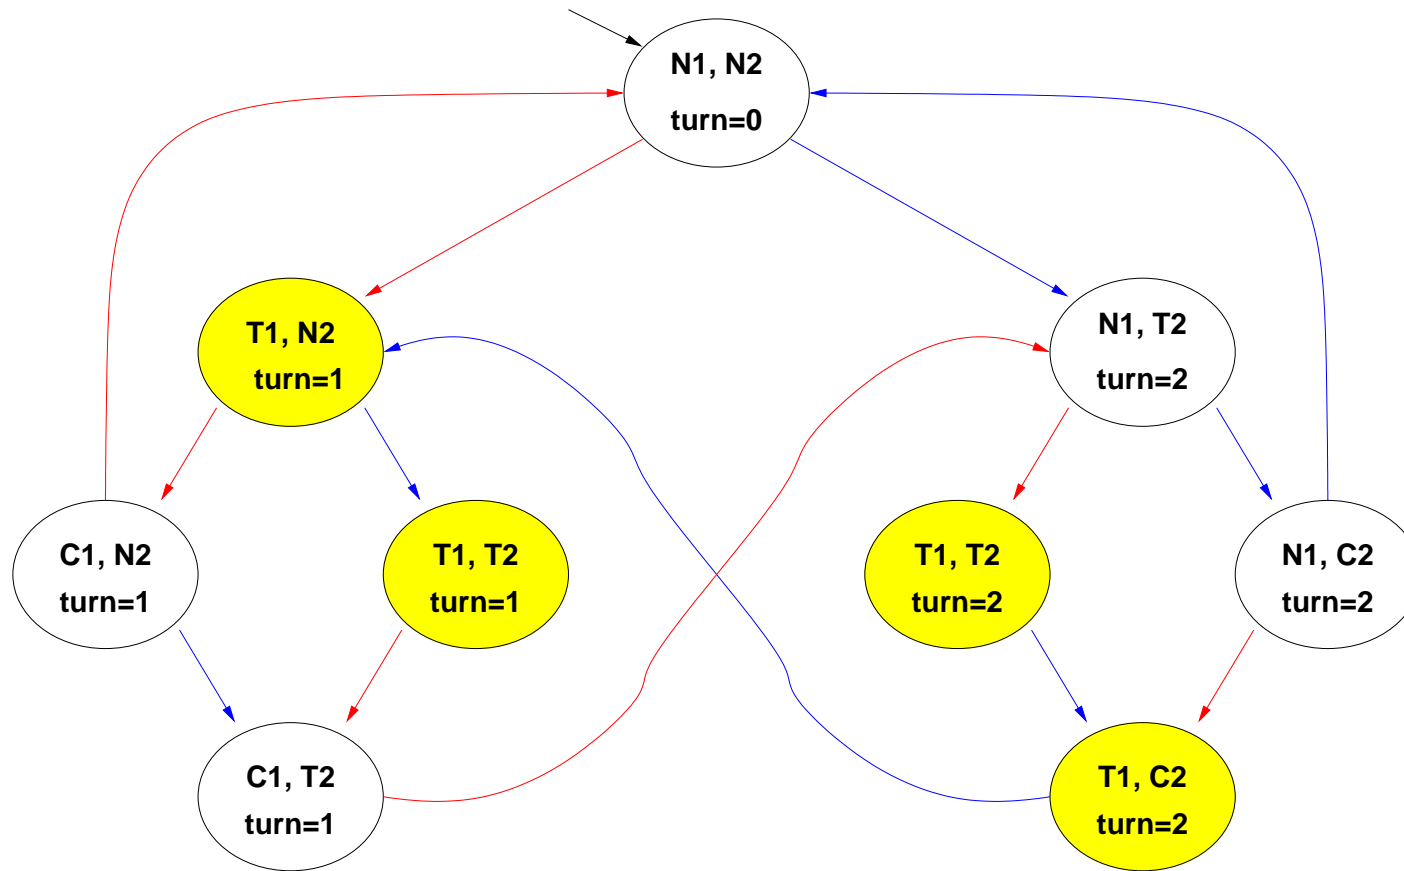 N1, N2
turn=0
T1, N2
turn=1
N1, T2
turn=2
C1, N2
turn=1
T1, T2
turn=1
T1, T2
turn=2
N1, C2
turn=2
C1, T2
turn=1
T1, C2
turn=2